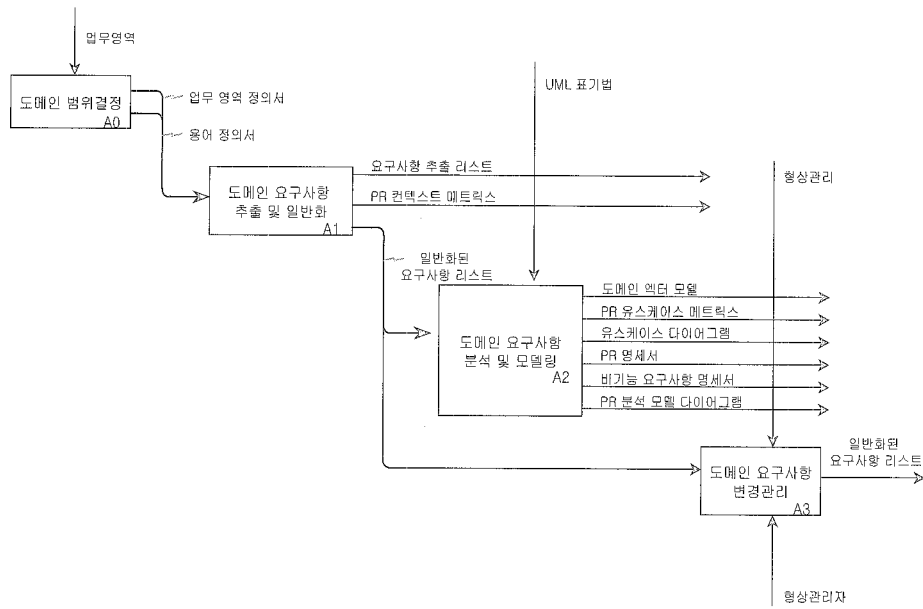 업무영역
도메인 범위결정
A0
업무 영역 정의서
용어 정의서
UML 표기법
도메인 요구사항
추출 및 일반화
A1
요구사항 추출 리스트
PR 컨텍스트 메트릭스
형상관리
일반화된
요구사항 리스트
도메인 요구사항
분석 및 모델링
A2
도메인 엑터 모델
PR 유스케이스 메트릭스
유스케이스 다이어그램
PR 명세서
비기능 요구사항 명세서
PR 분석 모델 다이어그램
도메인 요구사항
변경관리
A3
일반화된
요구사항 리스트
형상관리자